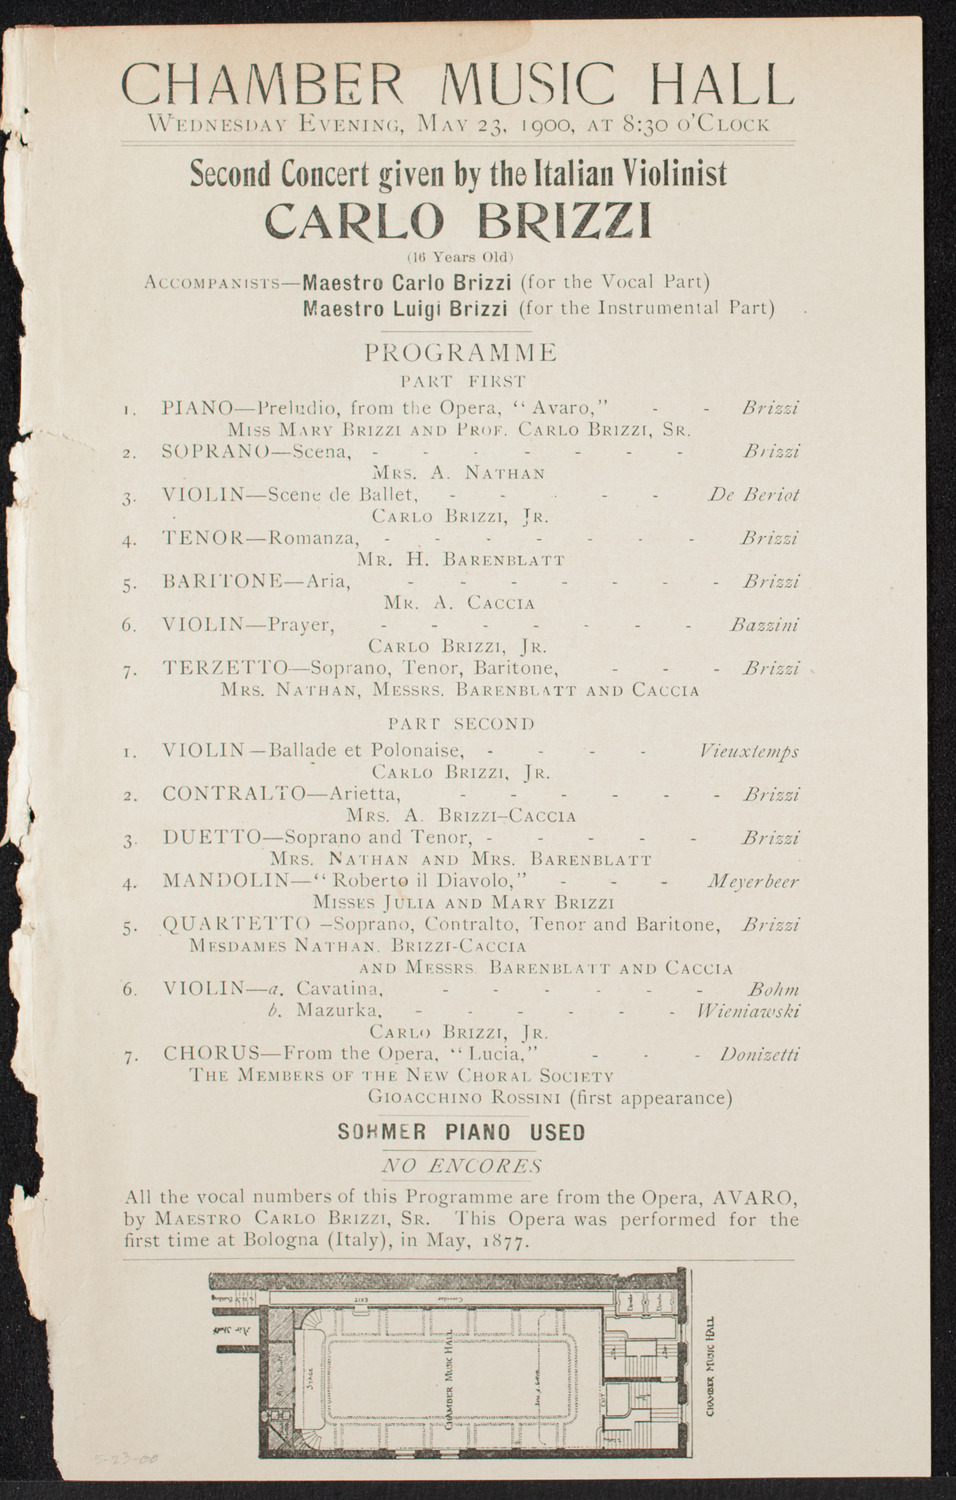 CHAMBER MUSIC HALL
WEDNESDAY EVENING, MAY 23, 1900, AT 8:30 O'CLOCK
Second Concert given by the Italian Violinist
CARLO BRIZZI
(16 Years Old)
ACCOMPANISTS—Maestro Carlo Brizzi (for the Vocal Part)
Maestro Luigi Brizzi (for the Instrumental Part)
PROGRAMME
PART FIRST
1. PIANO—Preludio, from the Opera, "Avaro," - - Brizzi
MISS MARY BRIZZI AND PROF. CARLO BRIZZI, SR.
2. SOPRANO—Scena, - - - - - - - Brizzi
MRS. A. NATHAN
3. VIOLIN—Scene de Ballet, - - - - - De Beriot
CARLO BRIZZI, JR.
4. TENOR—Romanza, - - - - - - - Brizzi
MR. H. BARENBLATT
5. BARITONE—Aria, - - - - - - - Brizzi
MR. A. CACCIA
6. VIOLIN—Prayer, - - - - - - - Bazzini
CARLO BRIZZI, JR.
7. TERZETTO—Soprano, Tenor, Baritone, - - - Brizzi
MRS. NATHAN, MESSRS. BARENBLATT AND CACCIA
PART SECOND
1. VIOLIN—Ballade et Polonaise, - - - - Vieuxtemps
CARLO BRIZZI, JR.
2. CONTRALTO—Arietta, - - - - - - Brizzi
MRS. A. BRIZZI-CACCIA
3. DUETTO—Soprano and Tenor, - - - - - Brizzi
MRS. NATHAN AND MRS. BARENBLATT
4. MANDOLIN—"Roberto il Diavolo," - - - Meyerbeer
MISSES JULIA AND MARY BRIZZI
5. QUARTETTO—Soprano, Contralto, Tenor and Baritone, Brizzi
MESDAMES NATHAN, BRIZZI-CACCIA
AND MESSRS. BARENBLATT AND CACCIA
6. VIOLIN—a. Cavatina, - - - - - - Bohm
b. Mazurka, - - - - - - Wieniawski
CARLO BRIZZI, JR.
7. CHORUS—From the Opera, "Lucia," - - - Donizetti
THE MEMBERS OF THE NEW CHORAL SOCIETY
GIOACCHINO ROSSINI (first appearance)
SOHMER PIANO USED
NO ENCORES
All the vocal numbers of this Programme are from the Opera, AVARO,
by MAESTRO CARLO BRIZZI, SR. This Opera was performed for the
first time at Bologna (Italy), in May, 1877.
EXIT
Corridor
Air Shaft
STAGE
CHAMBER MUSIC HALL
EXIT
CHAMBER MUSIC HALL
5-23-00